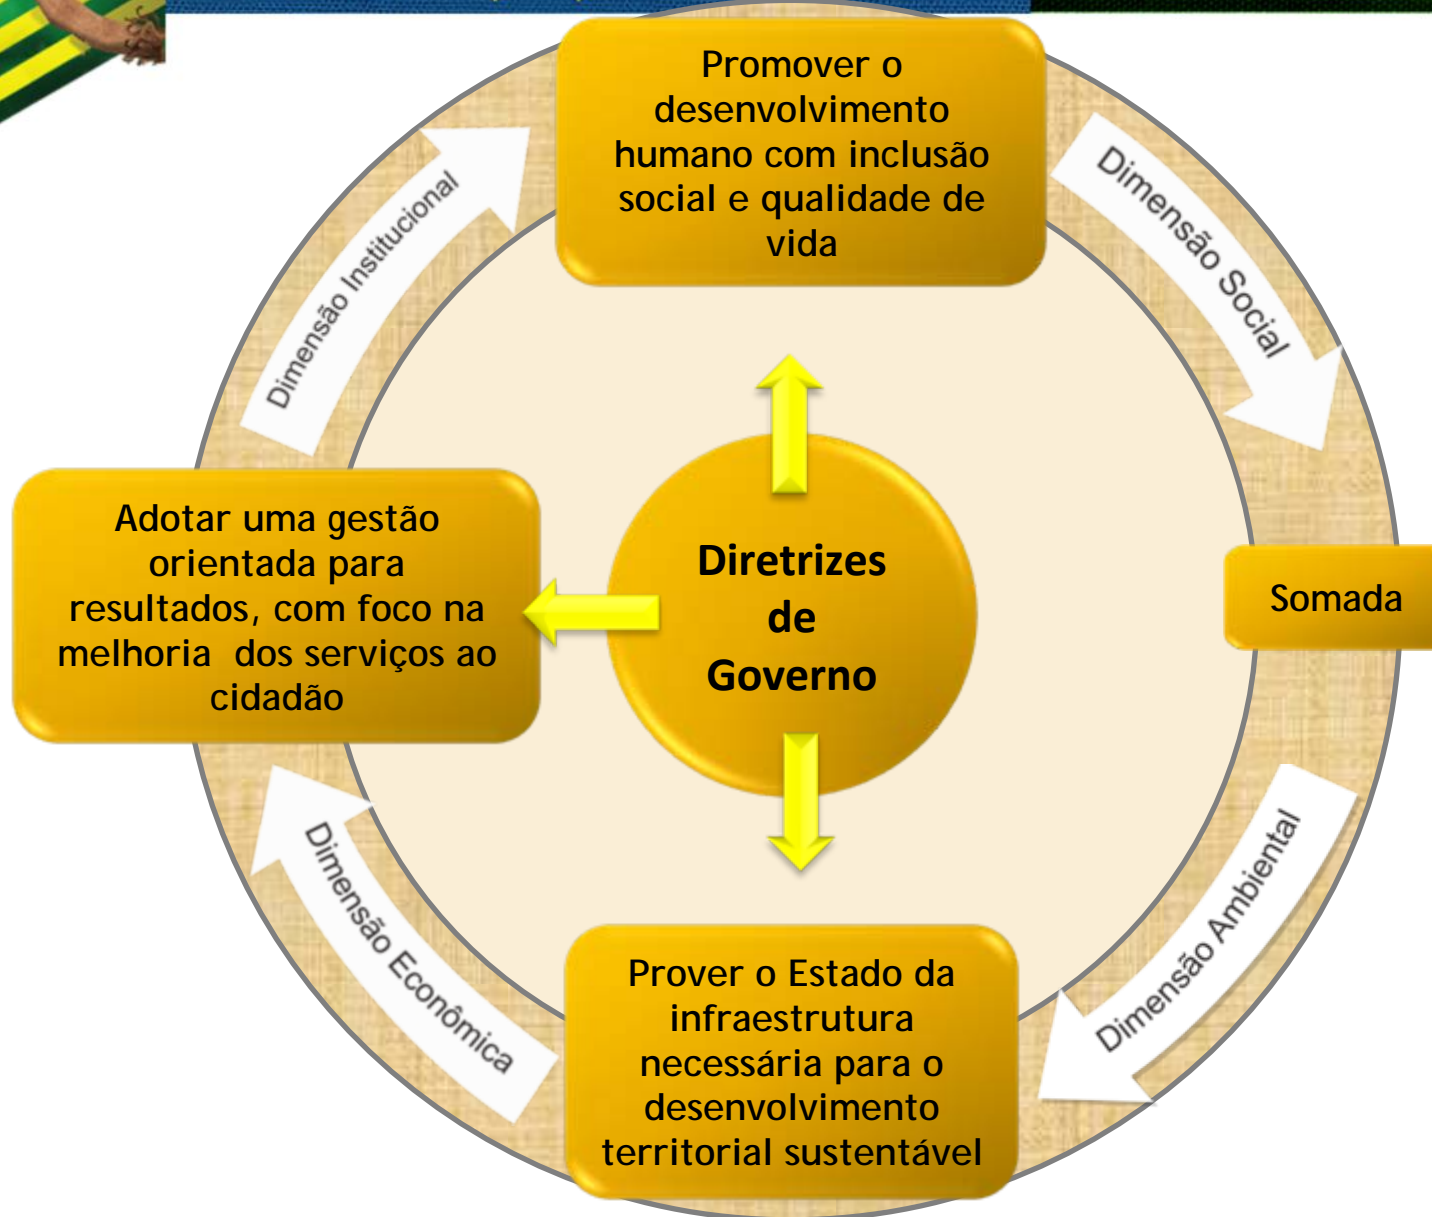 Promover o
desenvolvimento
humano com inclusão
social e qualidade de
vida
Dimensão Institucional
Dimensão Social
Adotar uma gestão
orientada para
resultados, com foco na
melhoria dos serviços ao
cidadão
Diretrizes
de
Governo
Somada
Dimensão Econômica
Dimensão Ambiental
Prover o Estado da
infraestrutura
necessária para o
desenvolvimento
territorial sustentável